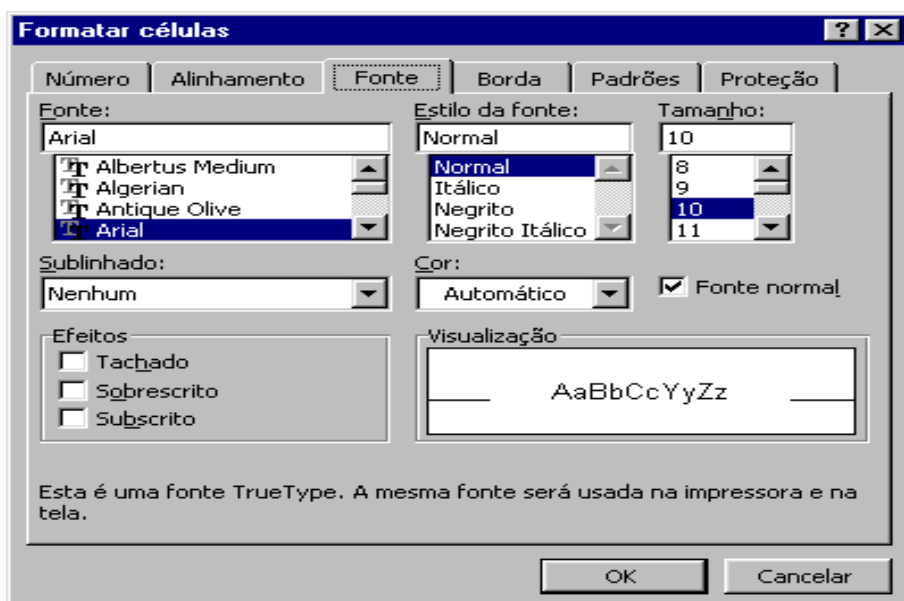 Formatar células
Número Alinhamento Fonte Borda Padrões Proteção
Fonte: Estilo da fonte: Tamanho:
Arial Normal 10
Albertus Medium Normal 8
Algerian Itálico 9
Antique Olive Negrito 10
Arial Negrito Itálico 11
Sublinhado: Cor:
Nenhum Automático Fonte normal
Efeitos Visualização
Tachado
Sobrescrito AaBbCcYyZz
Subscrito
Esta é uma fonte TrueType. A mesma fonte será usada na impressora e na
tela.
OK Cancelar